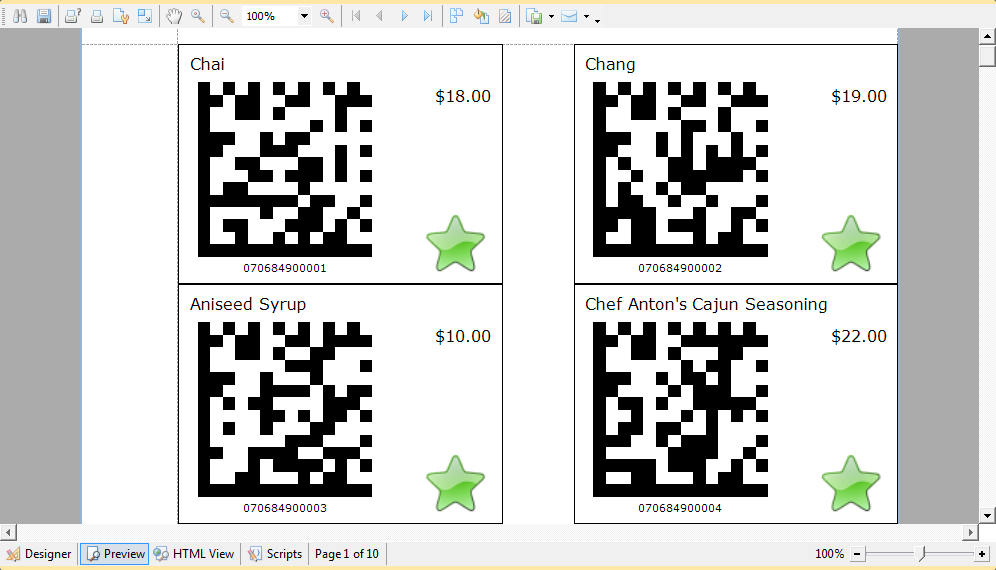 100%
Chai
$18.00
070684900001
Chang
$19.00
070684900002
Aniseed Syrup
$10.00
070684900003
Chef Anton's Cajun Seasoning
$22.00
070684900004
Designer Preview HTML View Scripts Page 1 of 10 100%